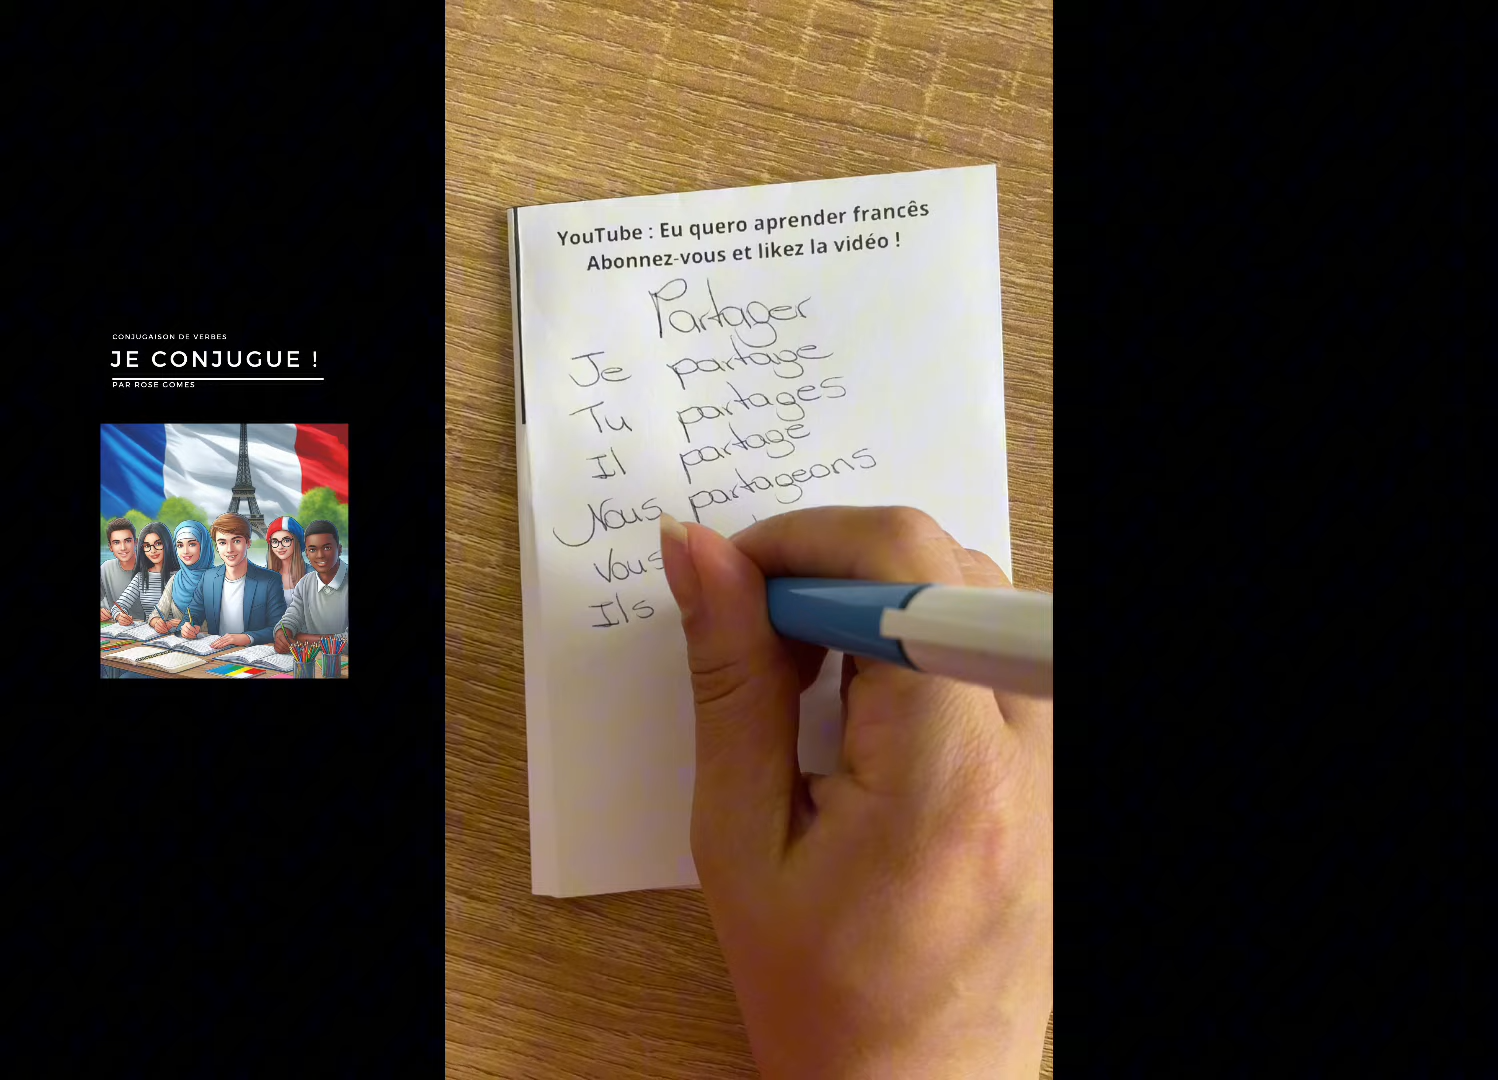 CONJUGAISON DE VERBES
JE CONJUGUE !
PAR ROSE GOMES
YouTube : Eu quero aprender francês
Abonnez-vous et likez la vidéo !
Partager
Je partage
Tu partages
Il partage
Nous partageons
Vous
Ils